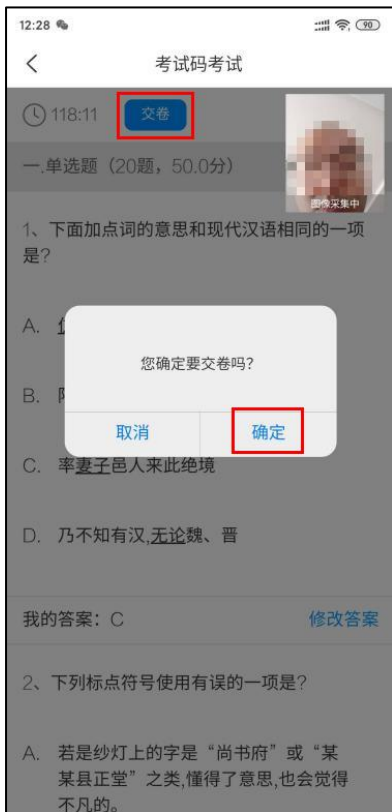 12:28
90
考试码考试
118:11
交卷
一.单选题（20题，50.0分）
图像采集中
1、下面加点词的意思和现代汉语相同的一项
是?
A.
您确定要交卷吗?
B.
取消
确定
C. 率妻子邑人来此绝境
D. 乃不知有汉,无论魏、晋
我的答案：C
修改答案
2、下列标点符号使用有误的一项是?
A. 若是纱灯上的字是“尚书府”或“某
某县正堂”之类,懂得了意思,也会觉得
不凡的。